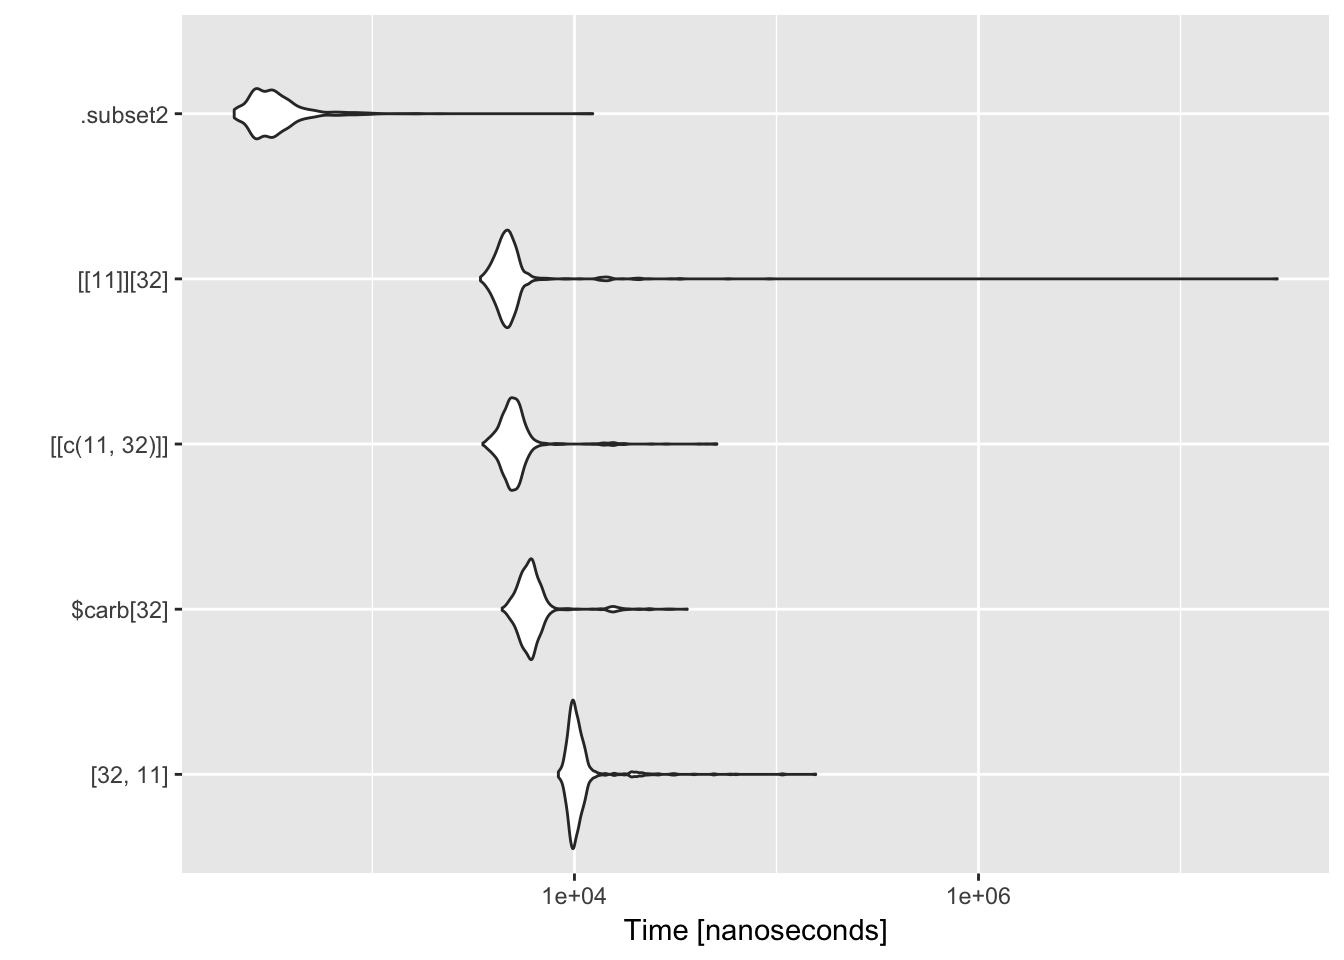 .subset2
[[11]][32]
[[c(11, 32)]]
$carb[32]
[32, 11]
1e+04 1e+06
Time [nanoseconds]